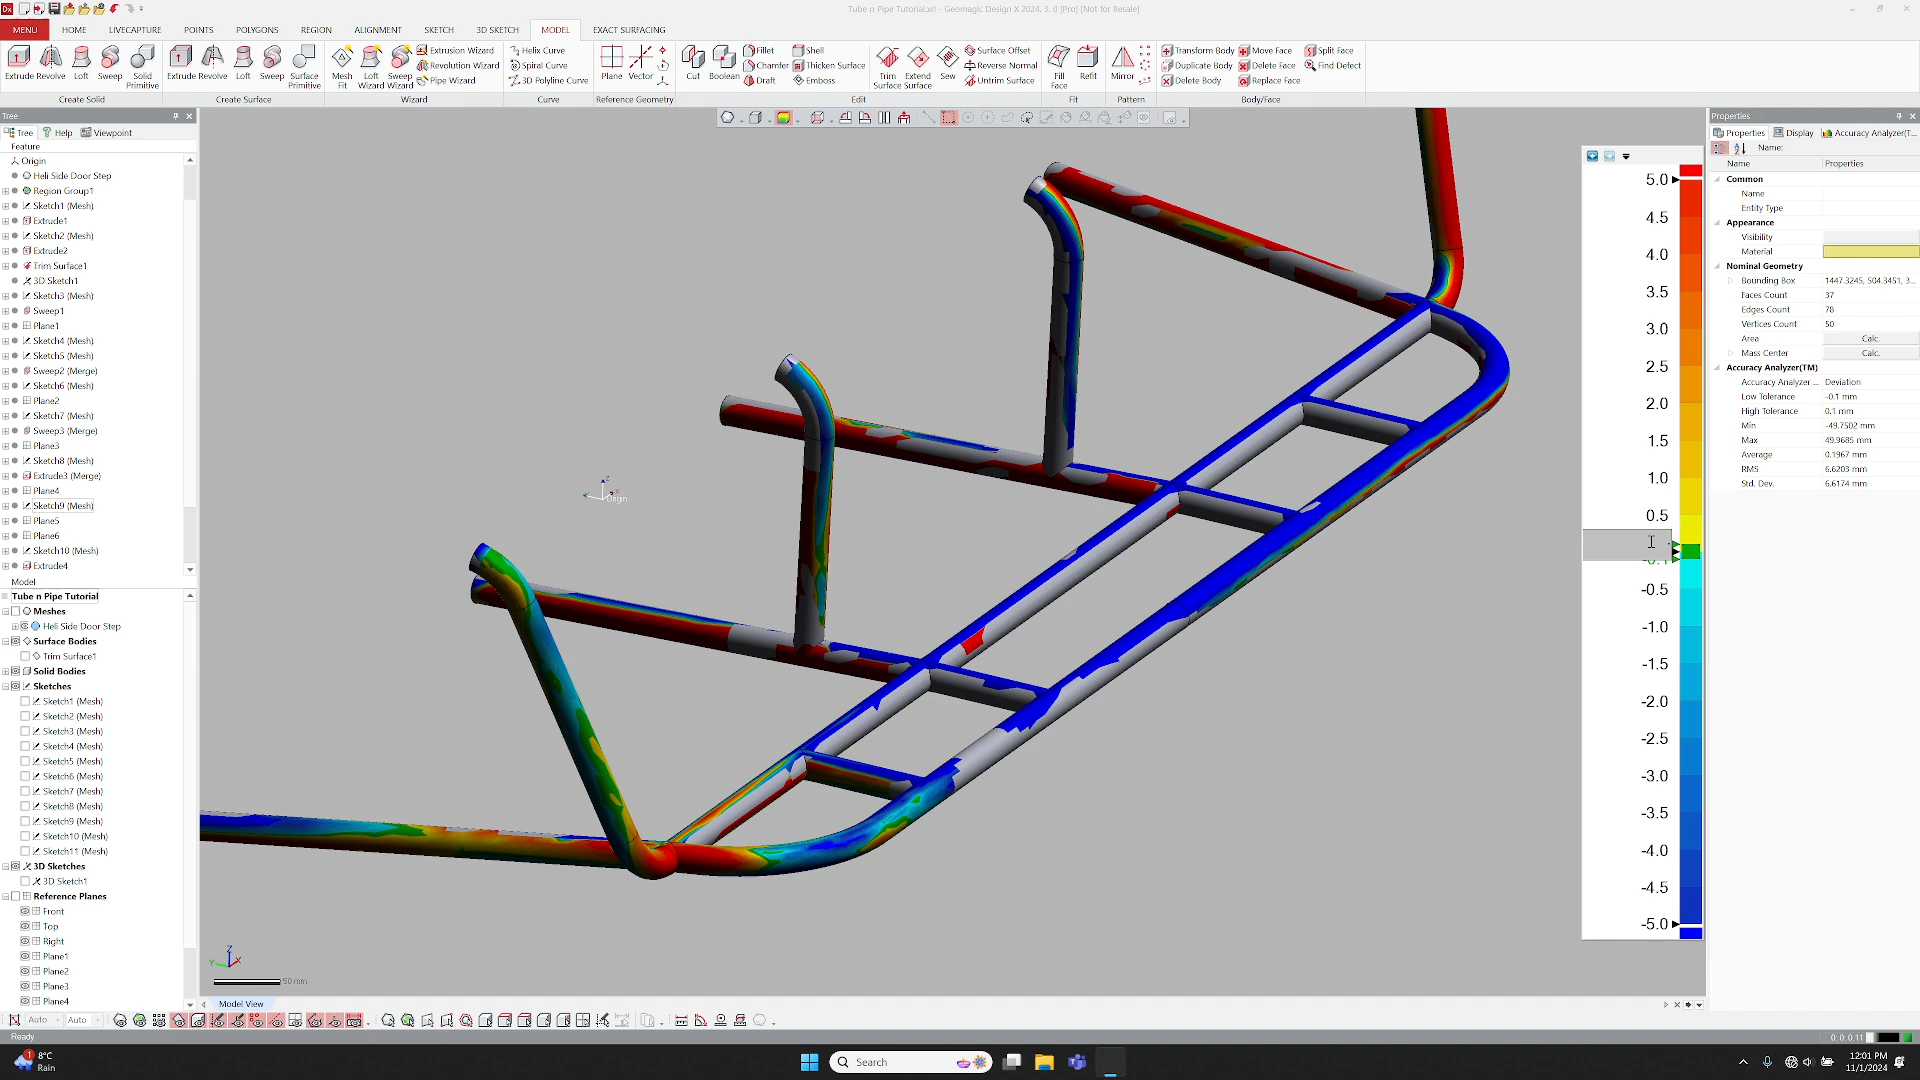 Tube n Pipe Tutorial.xrl - Geomagic Design X 2024. 3. 0 [Pro] [Not for Resale]
MENU HOME LIVECAPTURE POINTS POLYGONS REGION ALIGNMENT SKETCH 3D SKETCH MODEL EXACT SURFACING
Extrude Revolve Loft Sweep Solid Primitive
Create Solid
Extrude Revolve Loft Sweep Surface Primitive
Create Surface
Mesh Fit Loft Wizard Sweep Wizard
Extrusion Wizard
Revolution Wizard
Pipe Wizard
Wizard
Helix Curve
Spiral Curve
3D Polyline Curve
Curve
Plane Vector
Reference Geometry
Cut Boolean
Fillet
Chamfer
Draft
Shell
Thicken Surface
Emboss
Trim Surface Extend Surface Sew
Surface Offset
Reverse Normal
Untrim Surface
Edit
Fill Face Refit
Fit
Mirror
Pattern
Transform Body
Duplicate Body
Delete Body
Move Face
Delete Face
Replace Face
Split Face
Find Defect
Body/Face
Tree
Tree Help Viewpoint
Feature
Origin
Heli Side Door Step
Region Group1
Sketch1 (Mesh)
Extrude1
Sketch2 (Mesh)
Extrude2
Trim Surface1
3D Sketch1
Sketch3 (Mesh)
Sweep1
Plane1
Sketch4 (Mesh)
Sketch5 (Mesh)
Sweep2 (Merge)
Sketch6 (Mesh)
Plane2
Sketch7 (Mesh)
Sweep3 (Merge)
Plane3
Sketch8 (Mesh)
Extrude3 (Merge)
Plane4
Sketch9 (Mesh)
Plane5
Plane6
Sketch10 (Mesh)
Extrude4
Model
Tube n Pipe Tutorial
Meshes
Heli Side Door Step
Surface Bodies
Trim Surface1
Solid Bodies
Sketches
Sketch1 (Mesh)
Sketch2 (Mesh)
Sketch3 (Mesh)
Sketch4 (Mesh)
Sketch5 (Mesh)
Sketch6 (Mesh)
Sketch7 (Mesh)
Sketch8 (Mesh)
Sketch9 (Mesh)
Sketch10 (Mesh)
Sketch11 (Mesh)
3D Sketches
3D Sketch1
Reference Planes
Front
Top
Right
Plane1
Plane2
Plane3
Plane4
Z
Origin
Z
Y X
50 mm
Model View
5.0
4.5
4.0
3.5
3.0
2.5
2.0
1.5
1.0
0.5
-0.5
-1.0
-1.5
-2.0
-2.5
-3.0
-3.5
-4.0
-4.5
-5.0
Properties
Properties Display Accuracy Analyzer(T...
Name:
Name Properties
Common
Name
Entity Type
Appearance
Visibility
Material
Nominal Geometry
Bounding Box 1447.3245, 504.3451, 3...
Faces Count 37
Edges Count 78
Vertices Count 50
Area Calc.
Mass Center Calc.
Accuracy Analyzer(TM)
Accuracy Analyzer ... Deviation
Low Tolerance -0.1 mm
High Tolerance 0.1 mm
Min -49.7502 mm
Max 49.9685 mm
Average 0.1967 mm
RMS 6.6203 mm
Std. Dev. 6.6174 mm
Auto Auto
Ready
0: 0: 0.11
1
8°C
Rain
Search
12:01 PM
11/1/2024